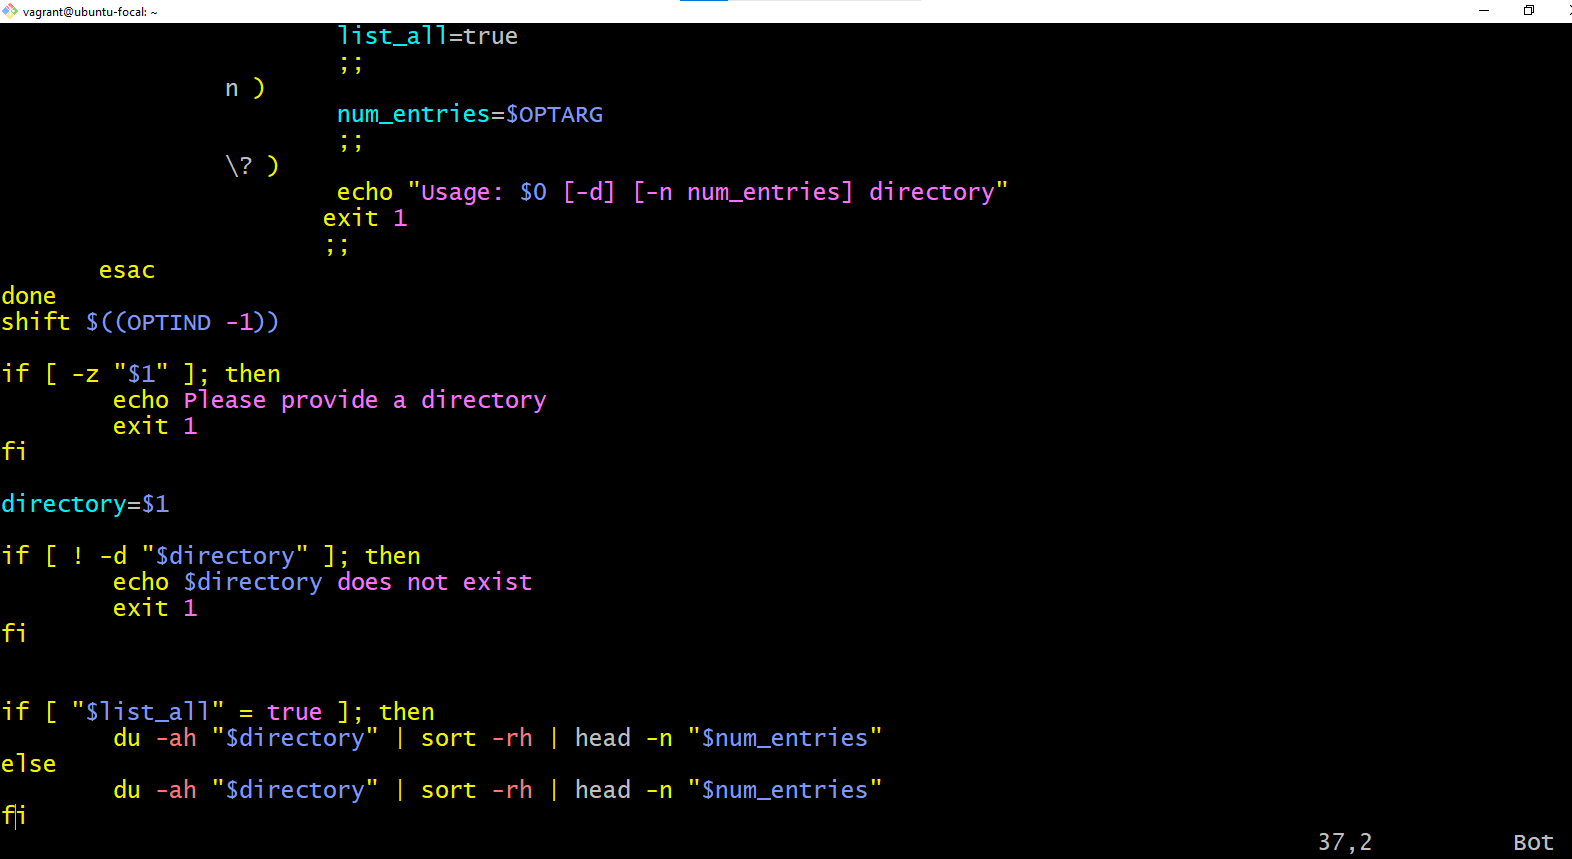 vagrant@ubuntu-focal: ~
list_all=true
;;
n )
num_entries=$OPTARG
;;
\? )
echo "Usage: $0 [-d] [-n num_entries] directory"
exit 1
;;
esac
done
shift $((OPTIND -1))
if [ -z "$1" ]; then
echo Please provide a directory
exit 1
fi
directory=$1
if [ ! -d "$directory" ]; then
echo $directory does not exist
exit 1
fi
if [ "$list_all" = true ]; then
du -ah "$directory" | sort -rh | head -n "$num_entries"
else
du -ah "$directory" | sort -rh | head -n "$num_entries"
fi
37,2 Bot